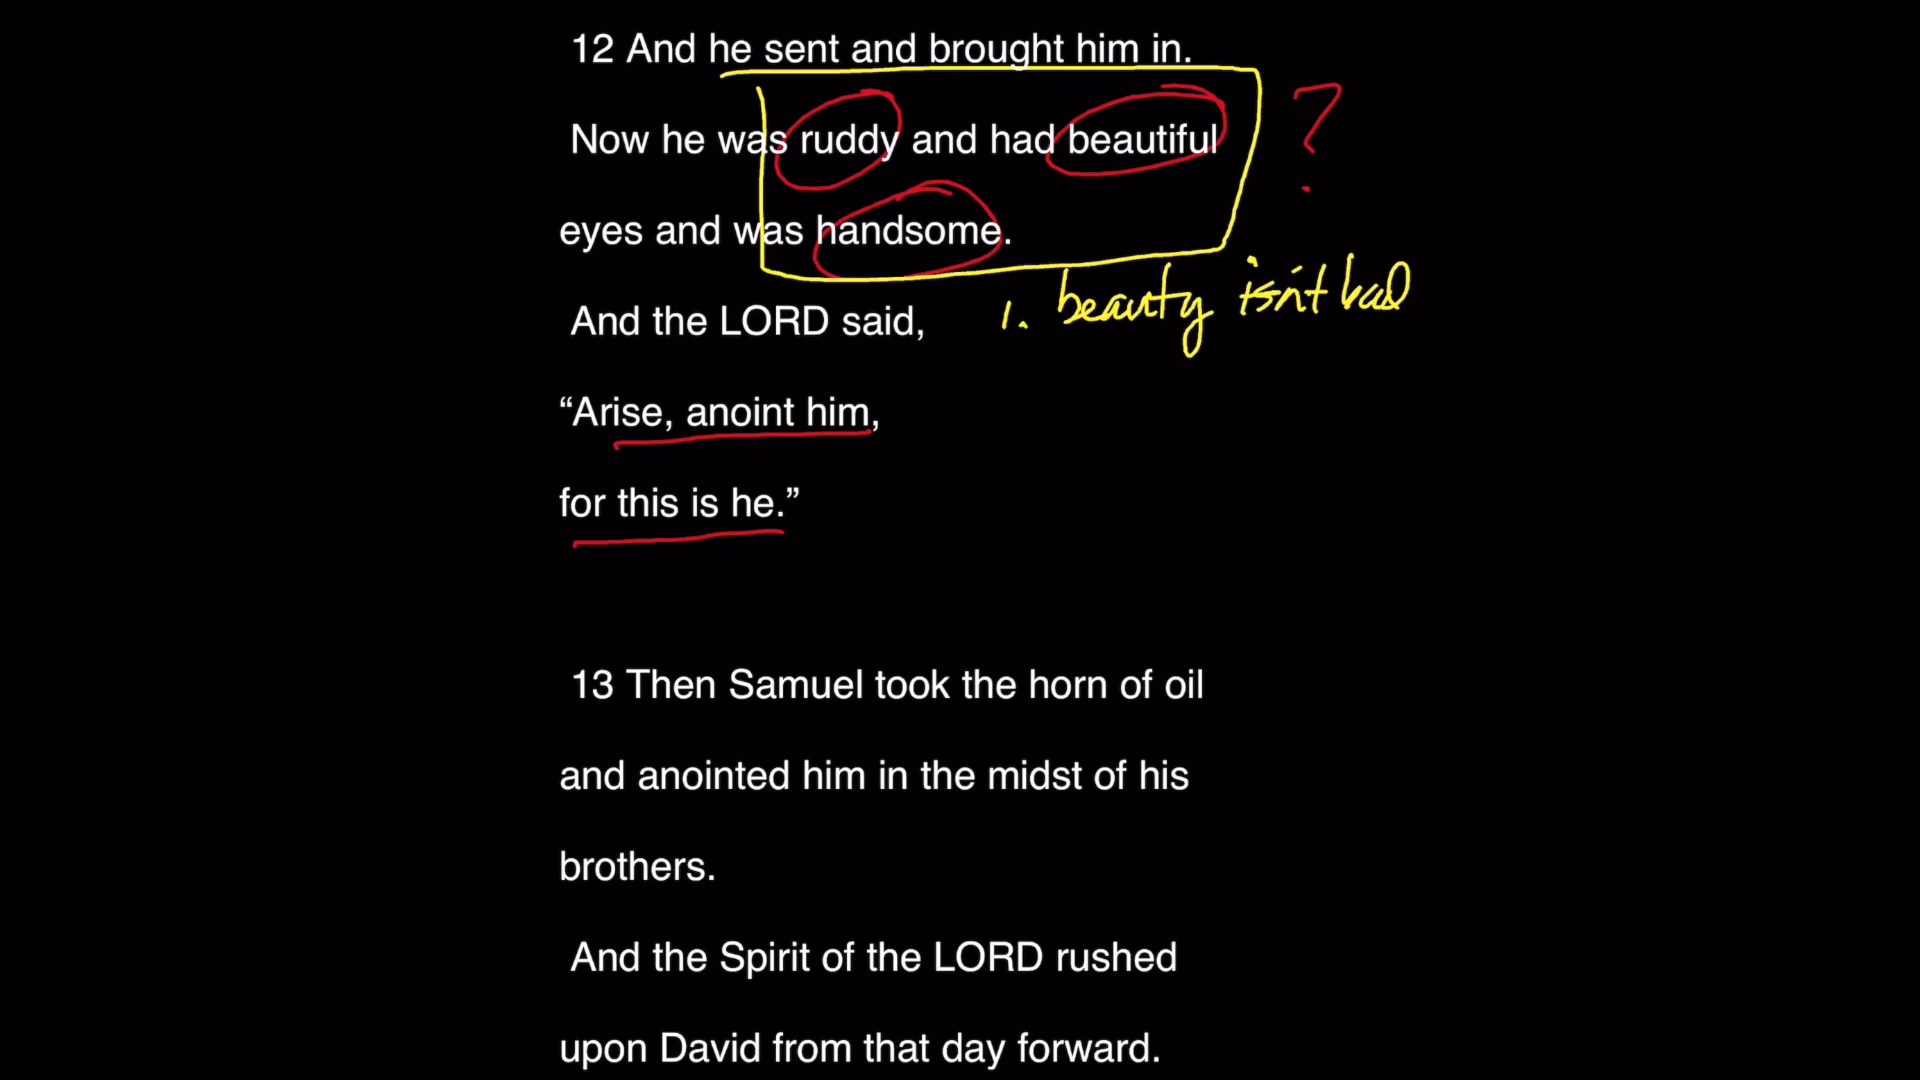 12 And he sent and brought him in.
Now he was ruddy and had beautiful
?
eyes and was handsome.
1. beauty isn't bad
And the LORD said,
“Arise, anoint him,
for this is he.”
13 Then Samuel took the horn of oil
and anointed him in the midst of his
brothers.
And the Spirit of the LORD rushed
upon David from that day forward.